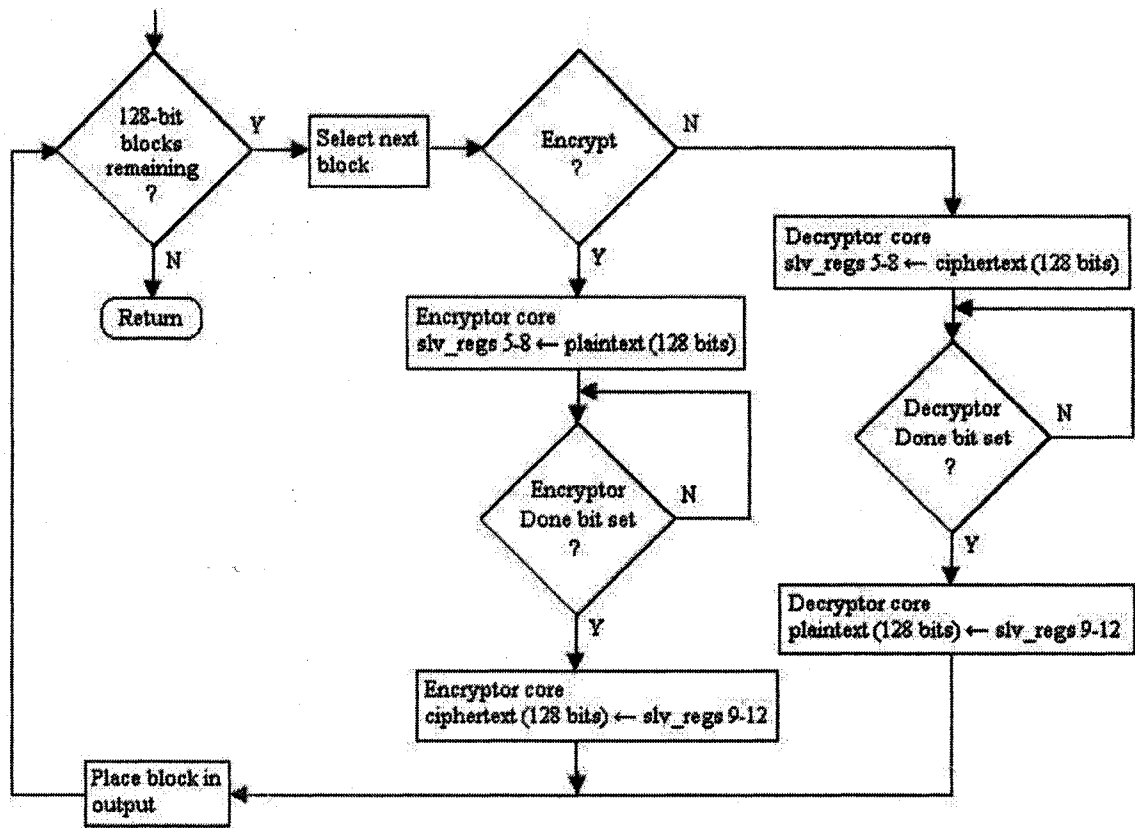 128-bit
blocks
remaining
?
Y
N
Return
Select next
block
Encrypt
?
N
Y
Encryptor core
slv_regs 5-8 ← plaintext (128 bits)
Encryptor
Done bit set
?
N
Y
Encryptor core
ciphertext (128 bits) ← slv_regs 9-12
Decryptor core
slv_regs 5-8 ← ciphertext (128 bits)
Decryptor
Done bit set
?
N
Y
Decryptor core
plaintext (128 bits) ← slv_regs 9-12
Place block in
output